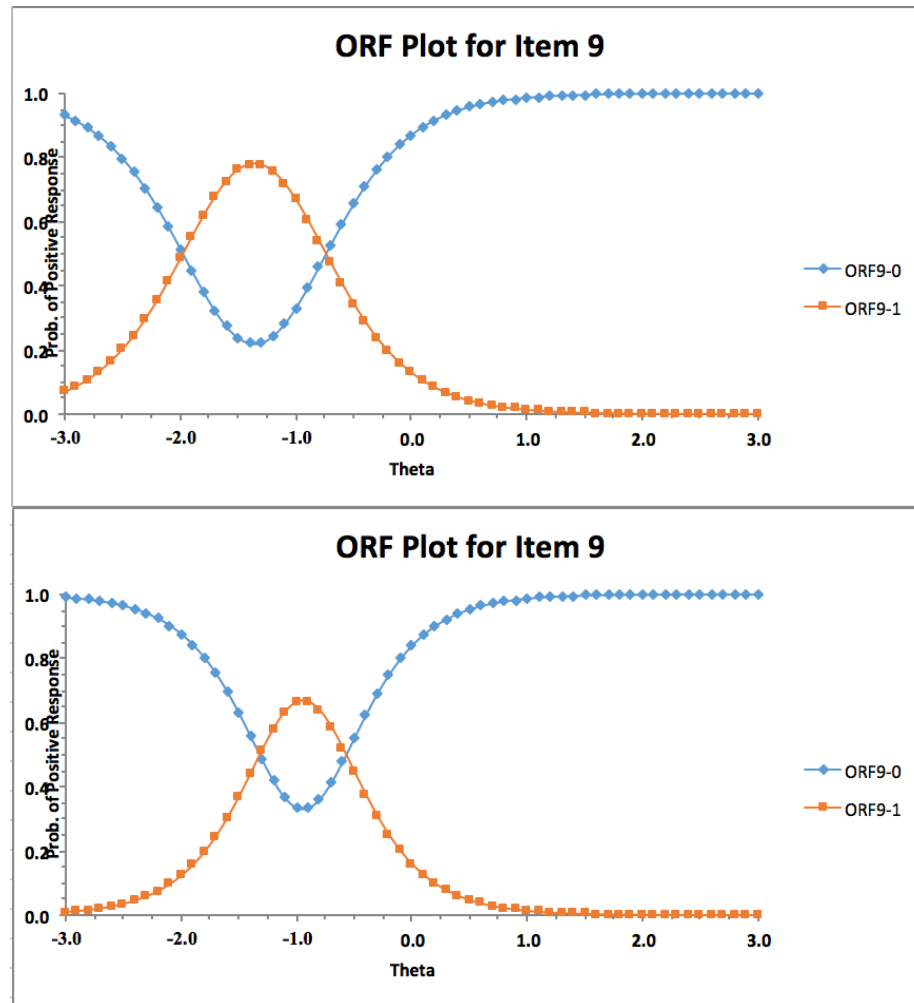 ORF Plot for Item 9
Prob. of Positive Response
1.0
0.8
0.6
0.4
0.2
0.0
-3.0 -2.0 -1.0 0.0 1.0 2.0 3.0
Theta
ORF9-0
ORF9-1
ORF Plot for Item 9
Prob. of Positive Response
1.0
0.8
0.6
0.4
0.2
0.0
-3.0 -2.0 -1.0 0.0 1.0 2.0 3.0
Theta
ORF9-0
ORF9-1